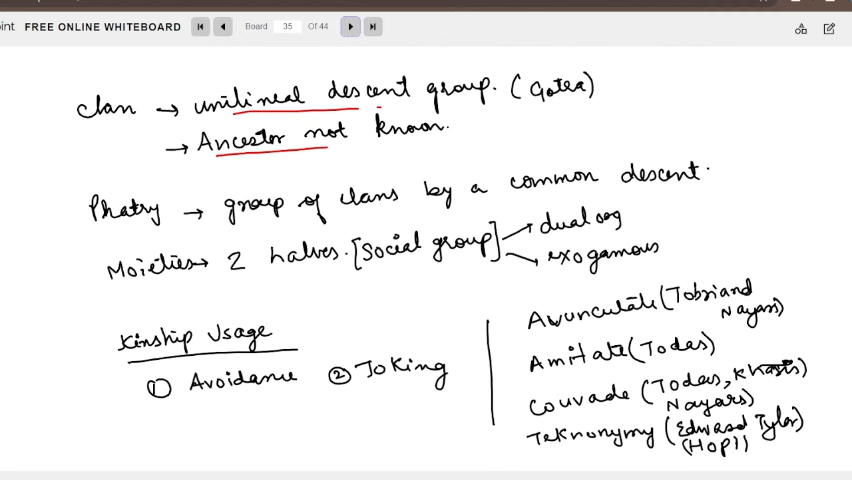 oint FREE ONLINE WHITEBOARD Board 35 Of 44
Clan → unilineal descent group. (Gotra)
→ Ancestor not known.
Phatry → group of clans by a common descent.
Moieties → 2 halves. [Social group] → dual org
→ exogamous
Kinship Usage
① Avoidance ② Joking
Avunculate (Tobriand
Nayars)
Amitate (Todas)
Couvade (Todas, Khasis)
Nayars)
Teknonymy (Edward Tylor)
(Hopi)